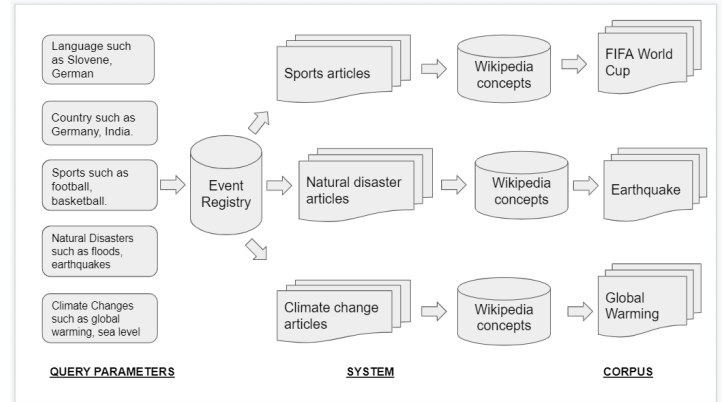 Language such
as Slovene,
German
Country such as
Germany, India.
Sports such as
football,
basketball.
Natural Disasters
such as floods,
earthquakes
Climate Changes
such as global
warming, sea level
QUERY PARAMETERS
Event
Registry
Sports articles
Natural disaster
articles
Climate change
articles
Wikipedia
concepts
Wikipedia
concepts
Wikipedia
concepts
SYSTEM
FIFA World
Cup
Earthquake
Global
Warming
CORPUS